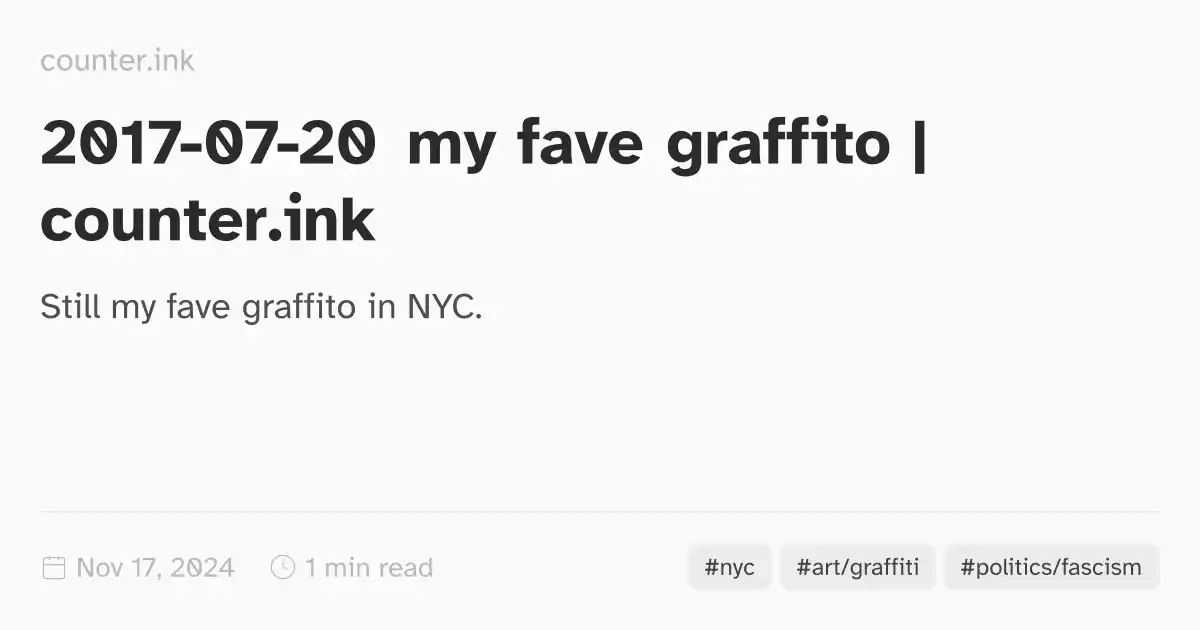 counter.ink
2017-07-20 my fave graffito |
counter.ink
Still my fave graffito in NYC.
Nov 17, 2024 1 min read #nyc #art/graffiti #politics/fascism